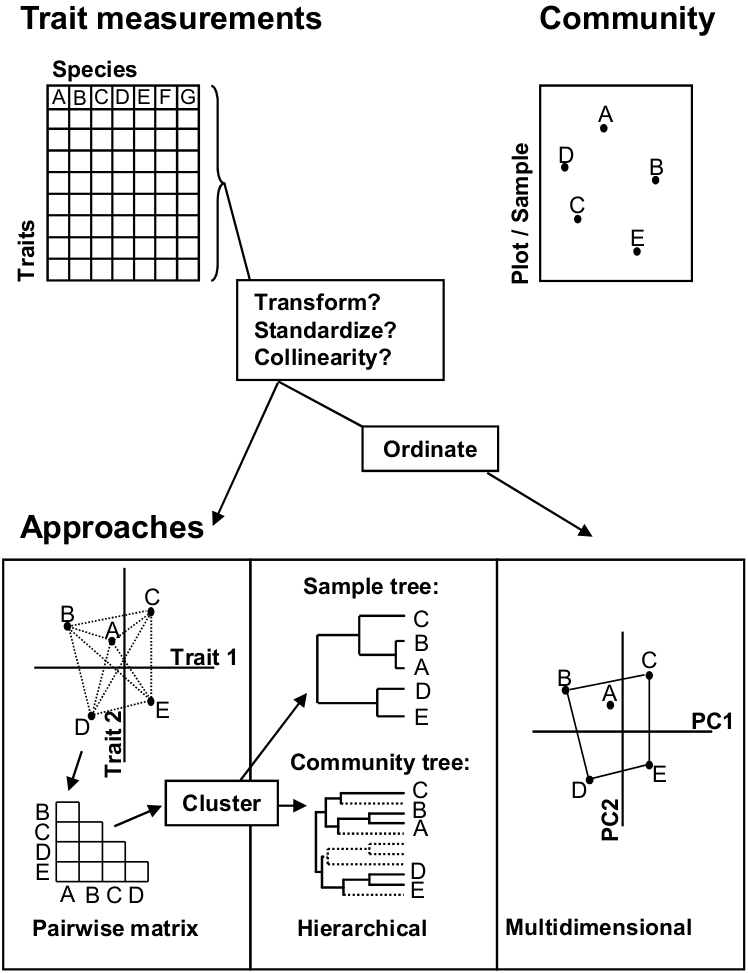 Trait measurements
Community
Species
A B C D E F G
Traits
Plot / Sample
A
D
B
C
E
Transform?
Standardize?
Collinearity?
Ordinate
Approaches
C
B
A
Trait 1
E
D
Trait 2
B
C
D
E
A B C D
Pairwise matrix
Cluster
Sample tree:
C
B
A
D
E
Community tree:
C
B
A
D
E
Hierarchical
C
B
A
PC1
E
D
PC2
Multidimensional